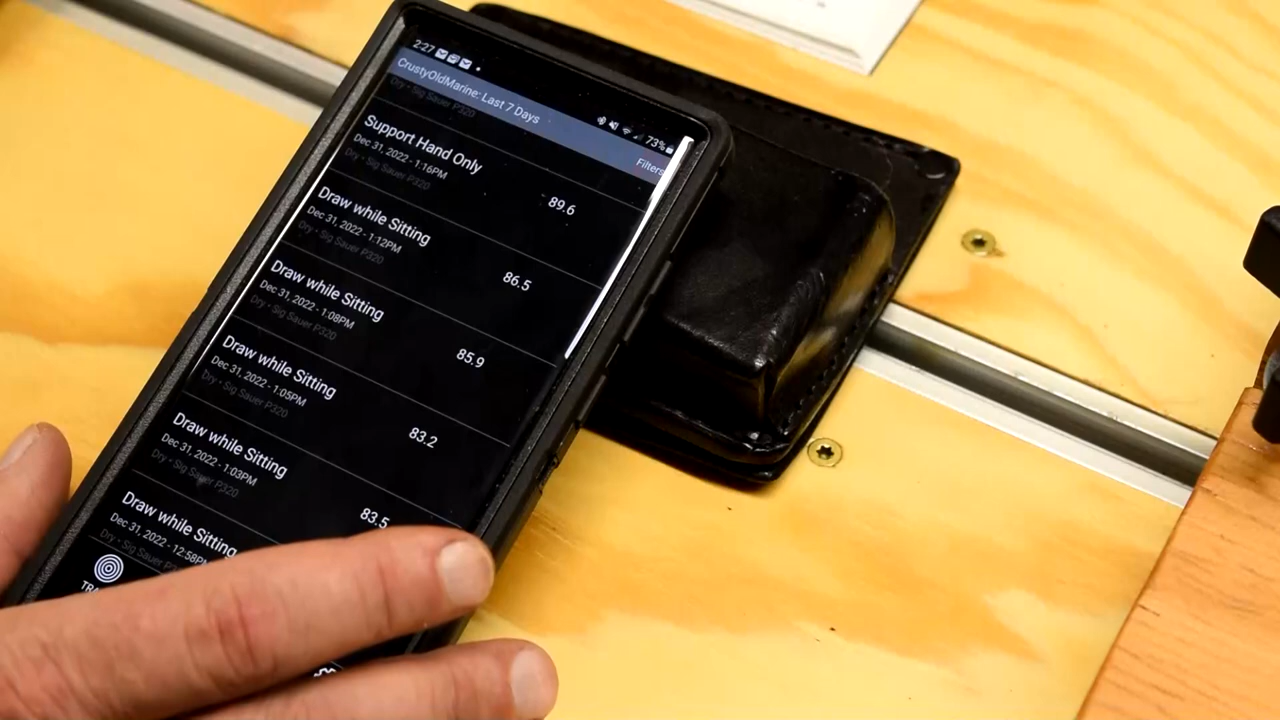 2:27
73%
CrustyOldMarine: Last 7 Days
Filters
Dry • Sig Sauer P320
Support Hand Only
Dec 31, 2022 - 1:16PM
89.6
Dry • Sig Sauer P320
Draw while Sitting
Dec 31, 2022 - 1:12PM
86.5
Dry • Sig Sauer P320
Draw while Sitting
Dec 31, 2022 - 1:08PM
85.9
Dry • Sig Sauer P320
Draw while Sitting
Dec 31, 2022 - 1:05PM
83.2
Dry • Sig Sauer P320
Draw while Sitting
Dec 31, 2022 - 1:03PM
83.5
Dry • Sig Sauer P320
Draw while Sitting
Dec 31, 2022 - 12:58PM
Dry • Sig Sauer